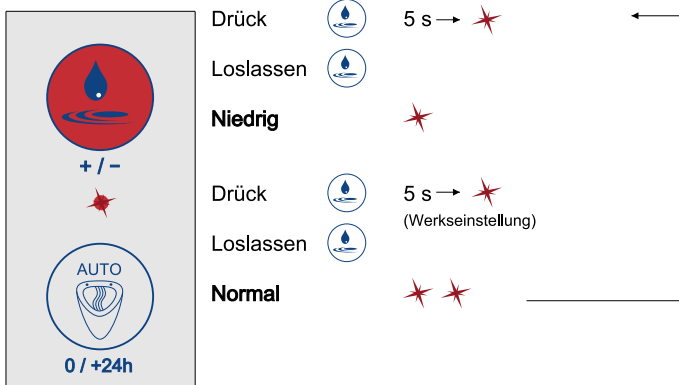 + / −
AUTO
0 / +24h
Drück 5 s
Loslassen
Niedrig
Drück 5 s
(Werkseinstellung)
Loslassen
Normal